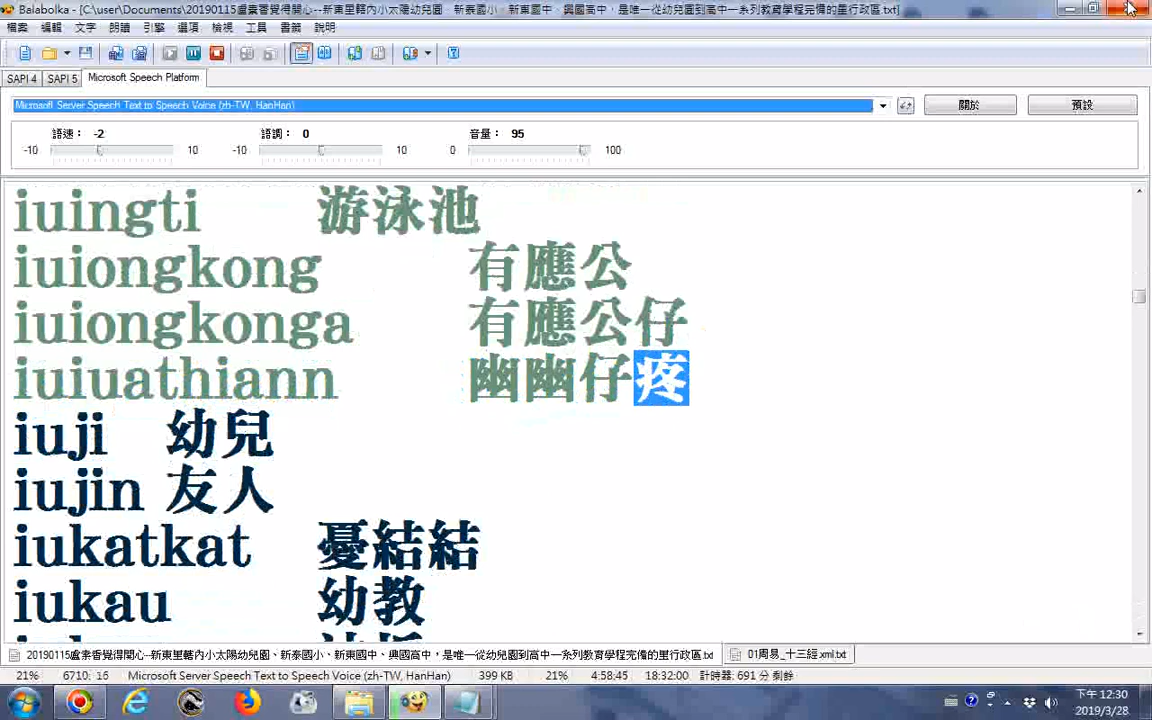 Balabolka - [C:\user\Documents\20190115盧素香覺得開心--新東里轄內小太陽幼兒園、新泰國小、新東國中、興國高中，是唯一從幼兒園到高中一系列教育學程完備的里行政區.txt]
檔案 編輯 文字 朗讀 引擎 選項 檢視 工具 書籤 說明
SAPI 4 SAPI 5 Microsoft Speech Platform
Microsoft Server Speech Text to Speech Voice (zh-TW, HanHan) 關於 預設
語速： -2 語調： 0 音量： 95
-10 10 -10 10 0 100
iuingti 游泳池
iuiongkong 有應公
iuiongkonga 有應公仔
iuiuathiann 幽幽仔疼
iuji 幼兒
iujin 友人
iukatkat 憂結結
iukau 幼教
20190115盧素香覺得開心--新東里轄內小太陽幼兒園、新泰國小、新東國中、興國高中，是唯一從幼兒園到高中一系列教育學程完備的里行政區.txt 01周易_十三經.xml.txt
21% 6710: 16 Microsoft Server Speech Text to Speech Voice (zh-TW, HanHan) 399 KB 21% 4:58:45 18:32:00 計時器: 691 分 剩餘
下午 12:30
2019/3/28